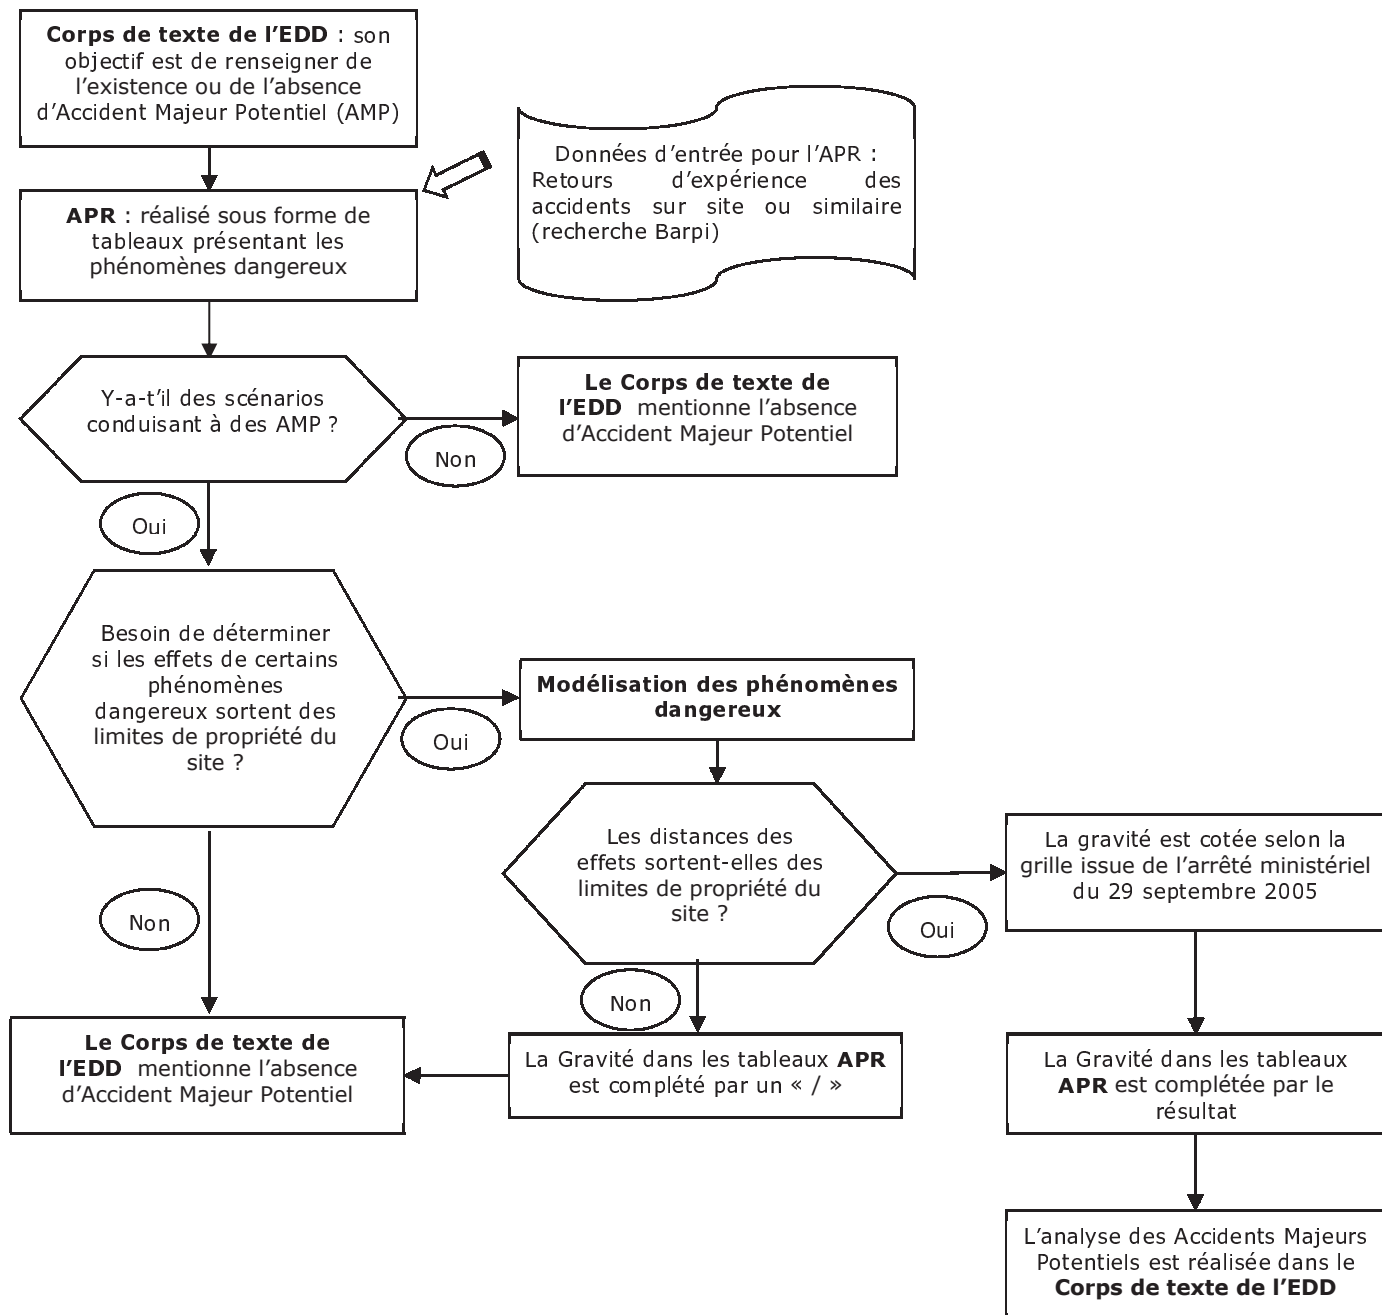 Corps de texte de l'EDD : son
objectif est de renseigner de
l'existence ou de l'absence
d'Accident Majeur Potentiel (AMP)
Données d'entrée pour l'APR :
Retours d'expérience des
accidents sur site ou similaire
(recherche Barpi)
APR : réalisé sous forme de
tableaux présentant les
phénomènes dangereux
Y-a-t'il des scénarios
conduisant à des AMP ?
Non
Le Corps de texte de
l'EDD mentionne l'absence
d'Accident Majeur Potentiel
Oui
Besoin de déterminer
si les effets de certains
phénomènes
dangereux sortent des
limites de propriété du
site ?
Oui
Modélisation des phénomènes
dangereux
Les distances des
effets sortent-elles des
limites de propriété du
site ?
Oui
La gravité est cotée selon la
grille issue de l'arrêté ministériel
du 29 septembre 2005
Non
Non
Le Corps de texte de
l'EDD mentionne l'absence
d'Accident Majeur Potentiel
La Gravité dans les tableaux APR
est complété par un « / »
La Gravité dans les tableaux
APR est complétée par le
résultat
L'analyse des Accidents Majeurs
Potentiels est réalisée dans le
Corps de texte de l'EDD